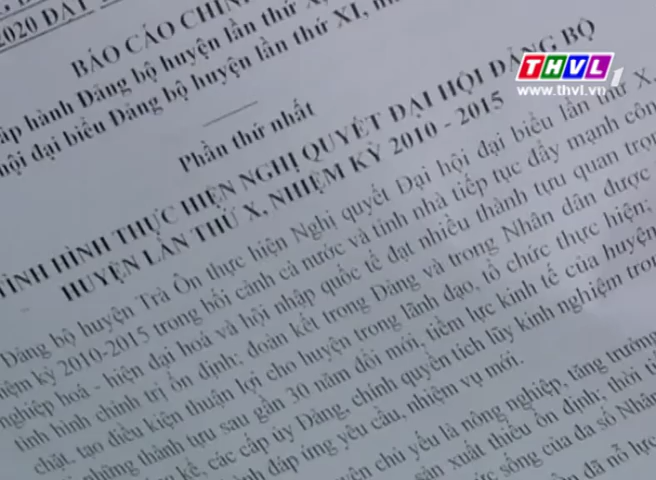 2020 ĐẠT
BÁO CÁO CHÍNH
hành Đảng bộ huyện lần thứ X,
hội đại biểu Đảng bộ huyện lần thứ XI,
Phần thứ nhất
TÌNH HÌNH THỰC HIỆN NGHỊ QUYẾT ĐẠI HỘI ĐẢNG BỘ
HUYỆN LẦN THỨ X, NHIỆM KỲ 2010 - 2015
Đảng bộ huyện Trà Ôn thực hiện Nghị quyết Đại hội đại biểu lần thứ X,
kỳ 2010-2015 trong bối cảnh cả nước và tỉnh nhà tiếp tục đẩy mạnh công
nghiệp hoá - hiện đại hoá và hội nhập quốc tế đạt nhiều thành tựu quan trọng
tình hình chính trị ổn định; đoàn kết trong Đảng và trong Nhân dân được
chặt, tạo điều kiện thuận lợi cho huyện trong lãnh đạo, tổ chức thực hiện;
những thành tựu sau gần 30 năm đổi mới, tiềm lực kinh tế của huyện
kể, các cấp ủy Đảng, chính quyền tích lũy kinh nghiệm trong
đáp ứng yêu cầu, nhiệm vụ mới.
chủ yếu là nông nghiệp, tăng trưởng
sản xuất thiếu ổn định; thời tiết
sống của đa số Nhân
đã nỗ lực
THVL1
www.thvl.vn